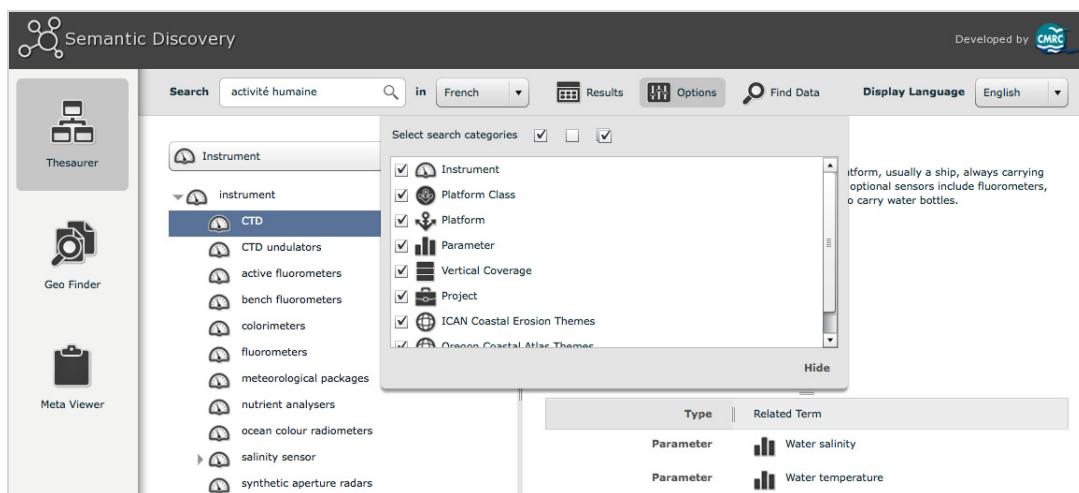 Semantic Discovery
Developed by CMRC
Search activité humaine in French Results Options Find Data Display Language English
Thesaurer
Geo Finder
Meta Viewer
Instrument
instrument
CTD
CTD undulators
active fluorometers
bench fluorometers
colorimeters
fluorometers
meteorological packages
nutrient analysers
ocean colour radiometers
salinity sensor
synthetic aperture radars
Select search categories
Instrument
Platform Class
Platform
Parameter
Vertical Coverage
Project
ICAN Coastal Erosion Themes
Oregon Coastal Atlas Themes
Hide
usually a ship, always carrying
optional sensors include fluorometers,
carry water bottles.
Type Related Term
Parameter Water salinity
Parameter Water temperature